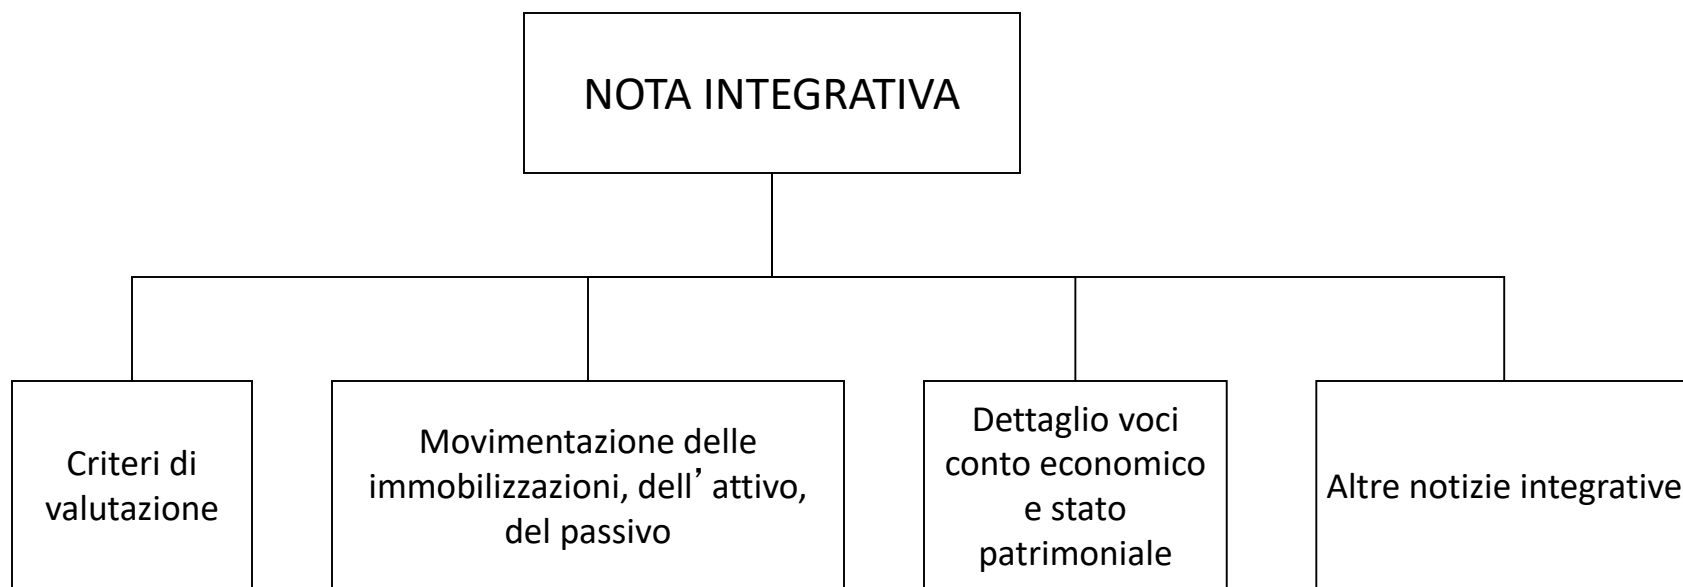 NOTA INTEGRATIVA
Criteri di
valutazione
Movimentazione delle
immobilizzazioni, dell’ attivo,
del passivo
Dettaglio voci
conto economico
e stato
patrimoniale
Altre notizie integrative